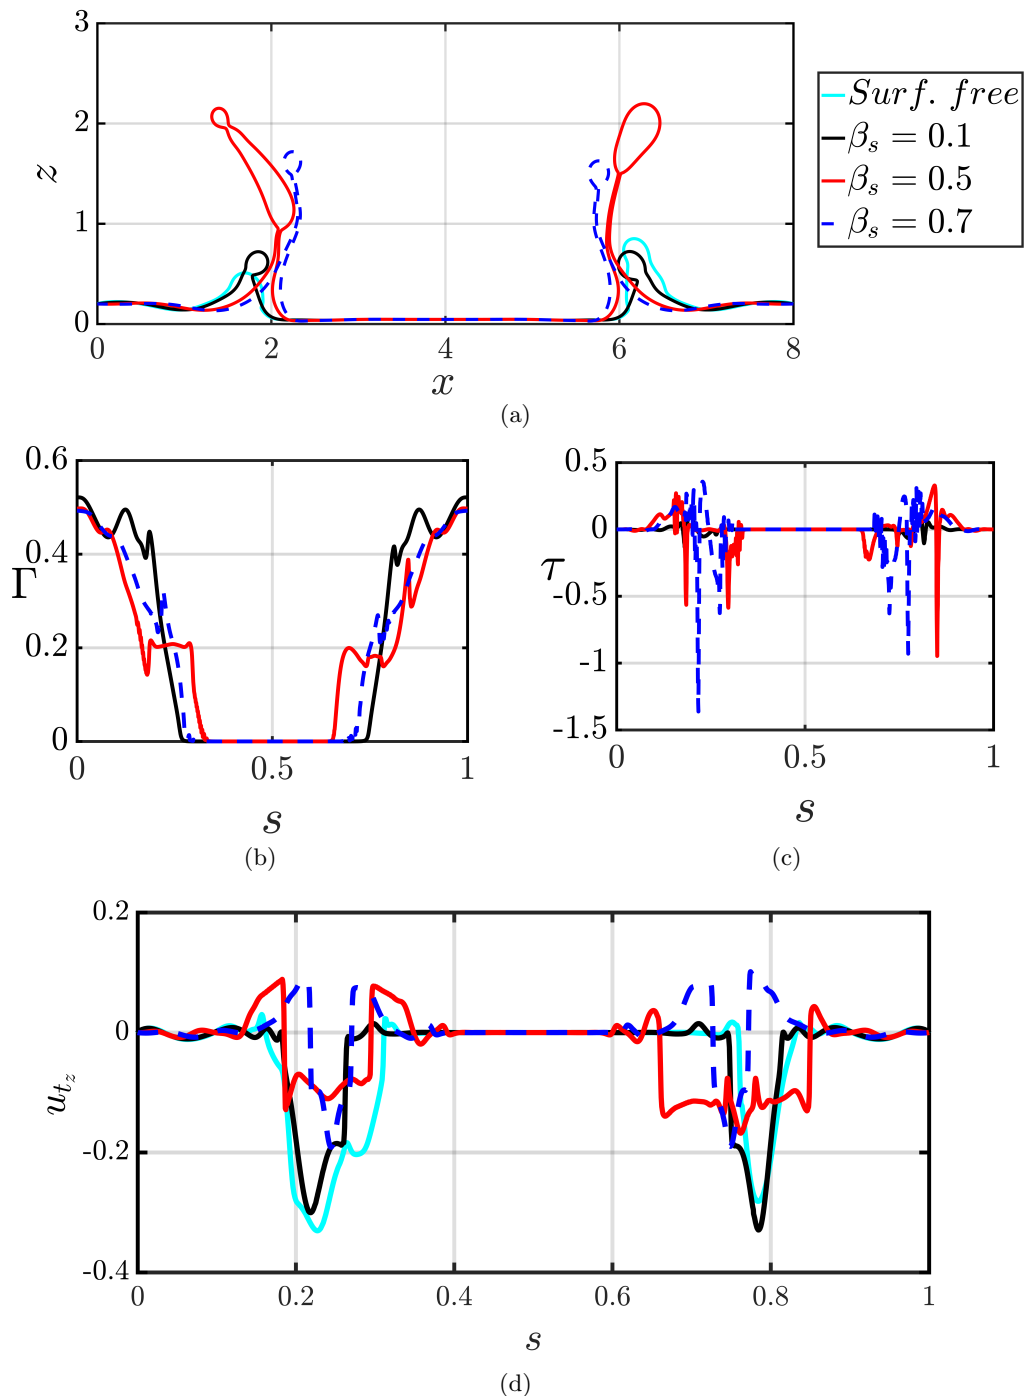 3
2
1
0
z
0 2 4 6 8
x
Surf. free
β_s = 0.1
β_s = 0.5
β_s = 0.7
(a)
0.6
0.4
0.2
0
Γ
0 0.5 1
s
(b)
0.5
0
-0.5
-1
-1.5
τ
0 0.5 1
s
(c)
0.2
0
-0.2
-0.4
u_{t_z}
0 0.2 0.4 0.6 0.8 1
s
(d)